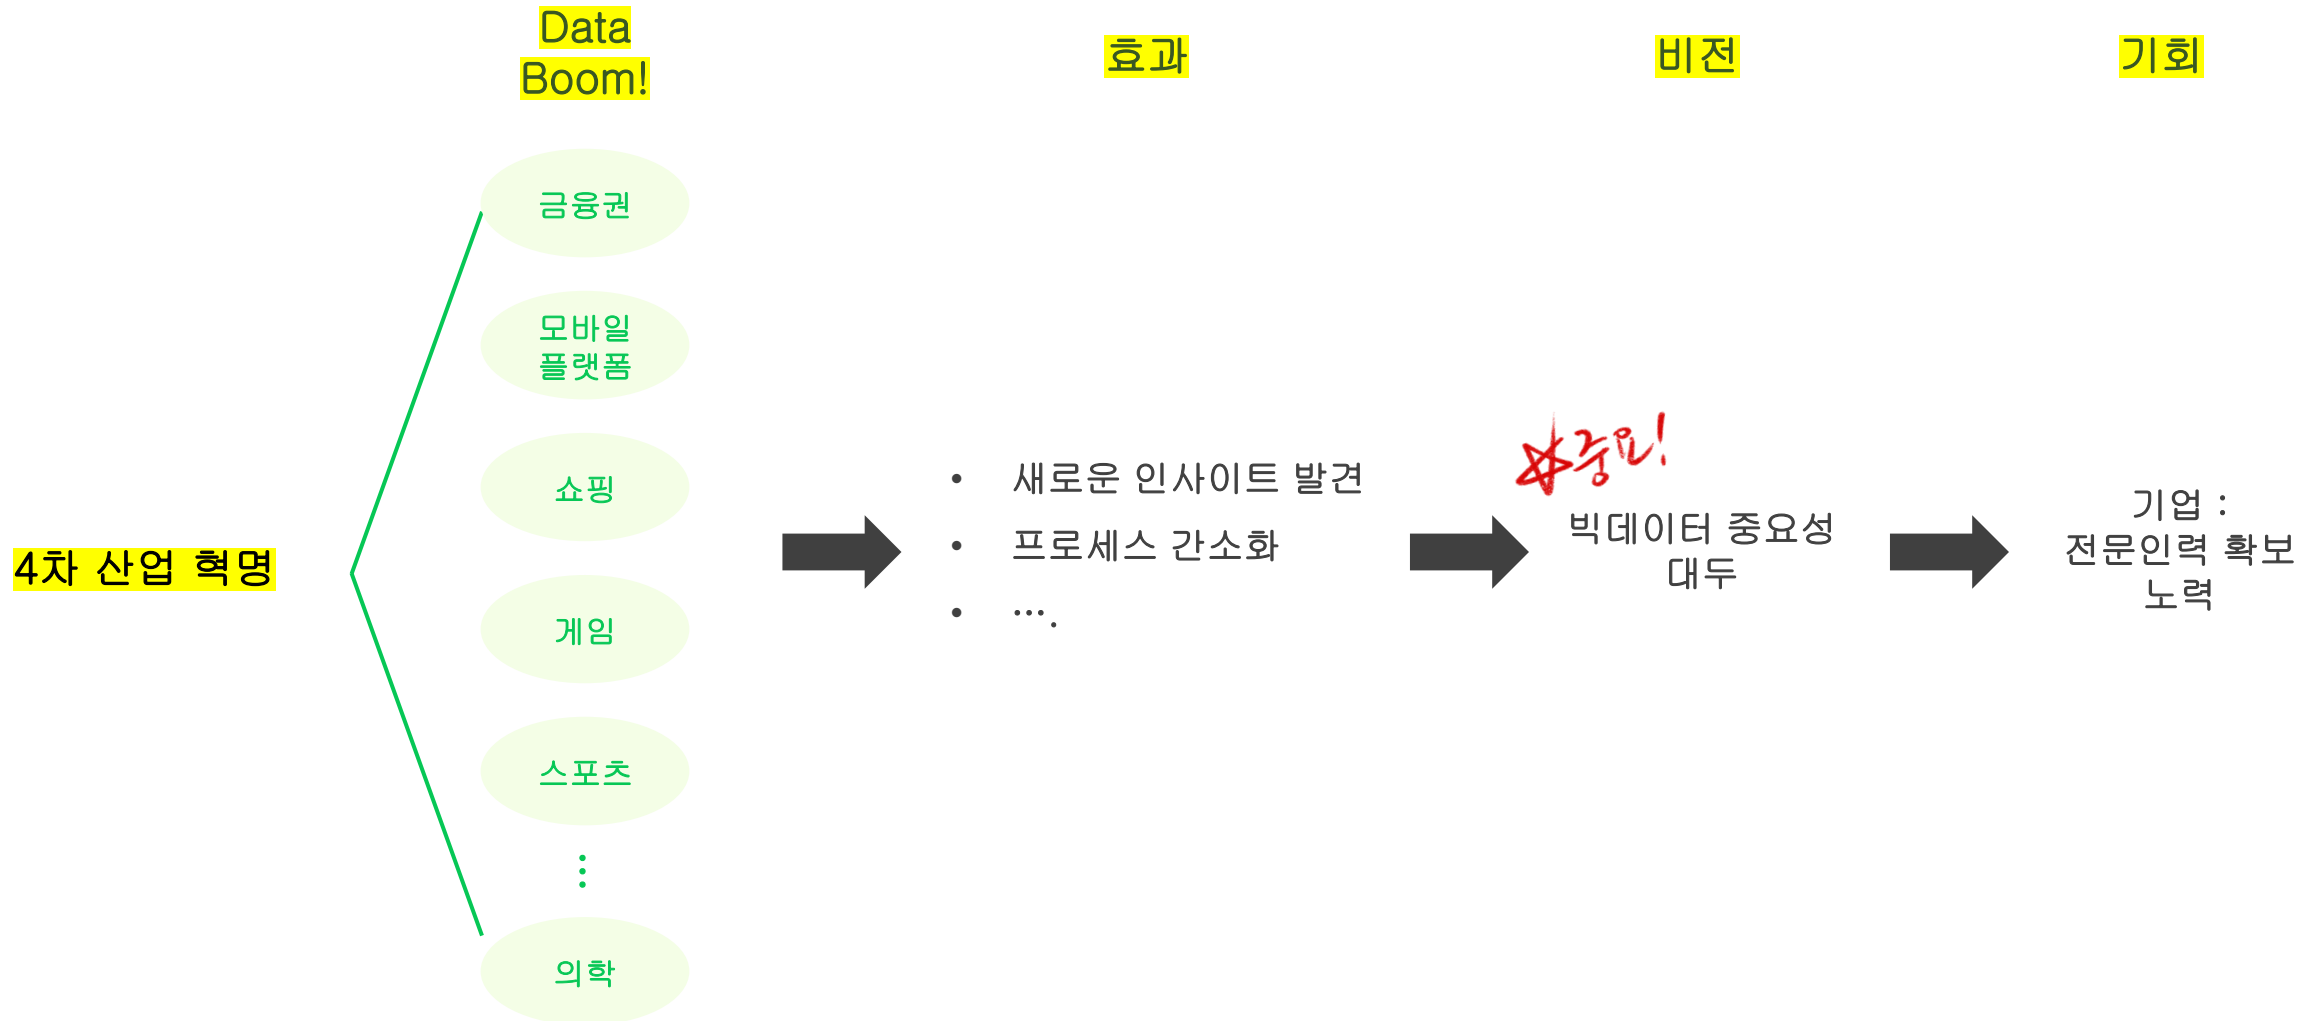 Data
Boom!
효과
비젼
기회
금융권
모바일
플랫폼
쇼핑
게임
스포츠
⋮
의학
4차 산업 혁명
• 새로운 인사이트 발견
• 프로세스 간소화
• ….
☆중요!
빅데이터 중요성
대두
기업 :
전문인력 확보
노력